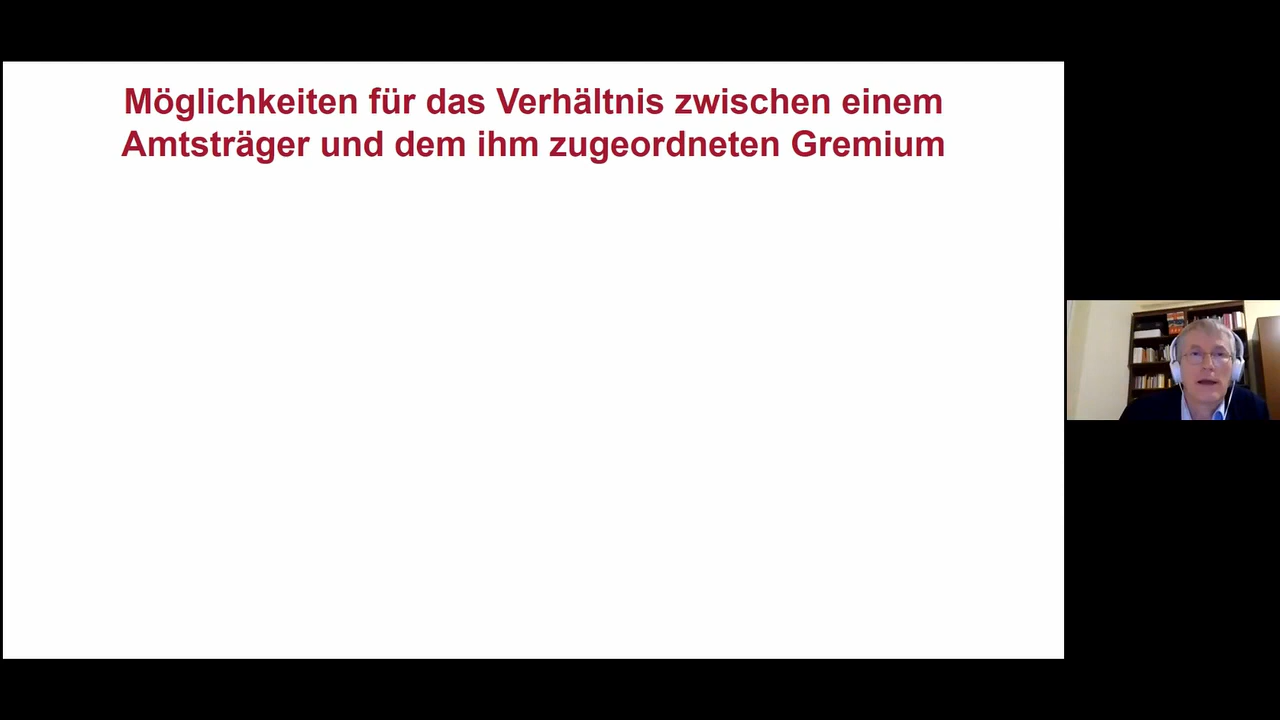 Möglichkeiten für das Verhältnis zwischen einem
Amtsträger und dem ihm zugeordneten Gremium